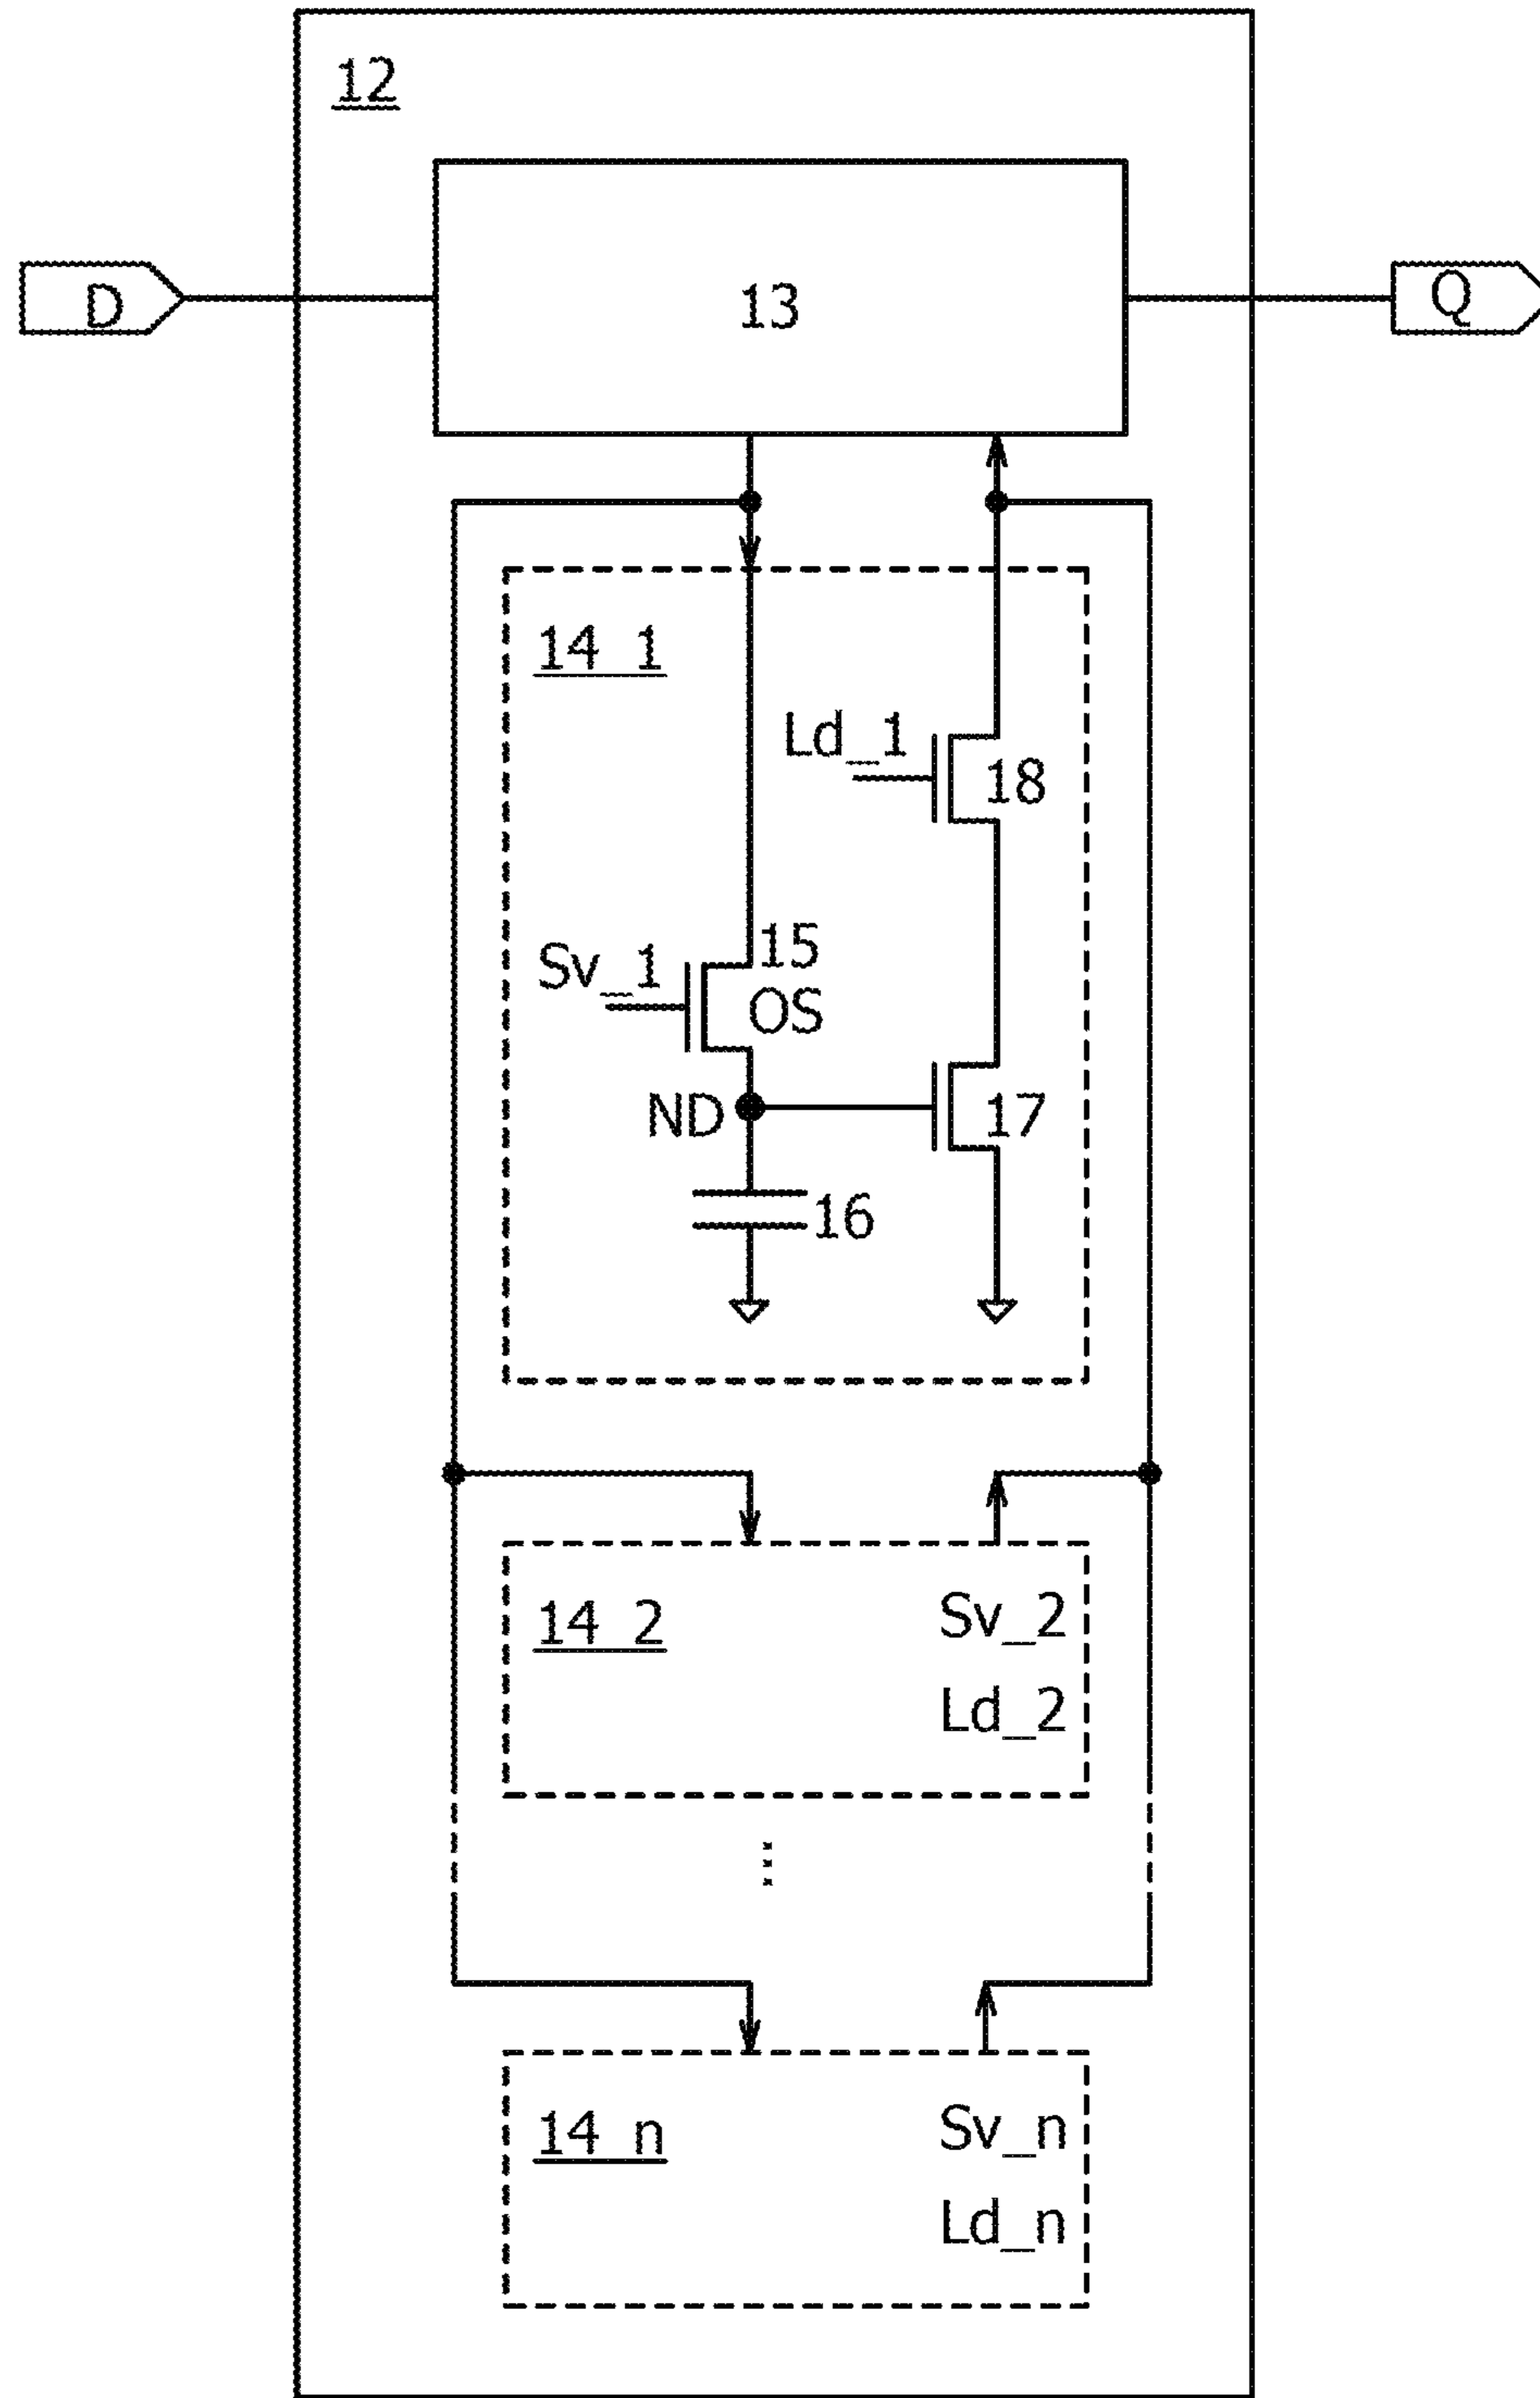 12
D
13
Q
14_1
Ld_1
18
Sv_1
15
OS
ND
17
16
14_2
Sv_2
Ld_2
14_n
Sv_n
Ld_n